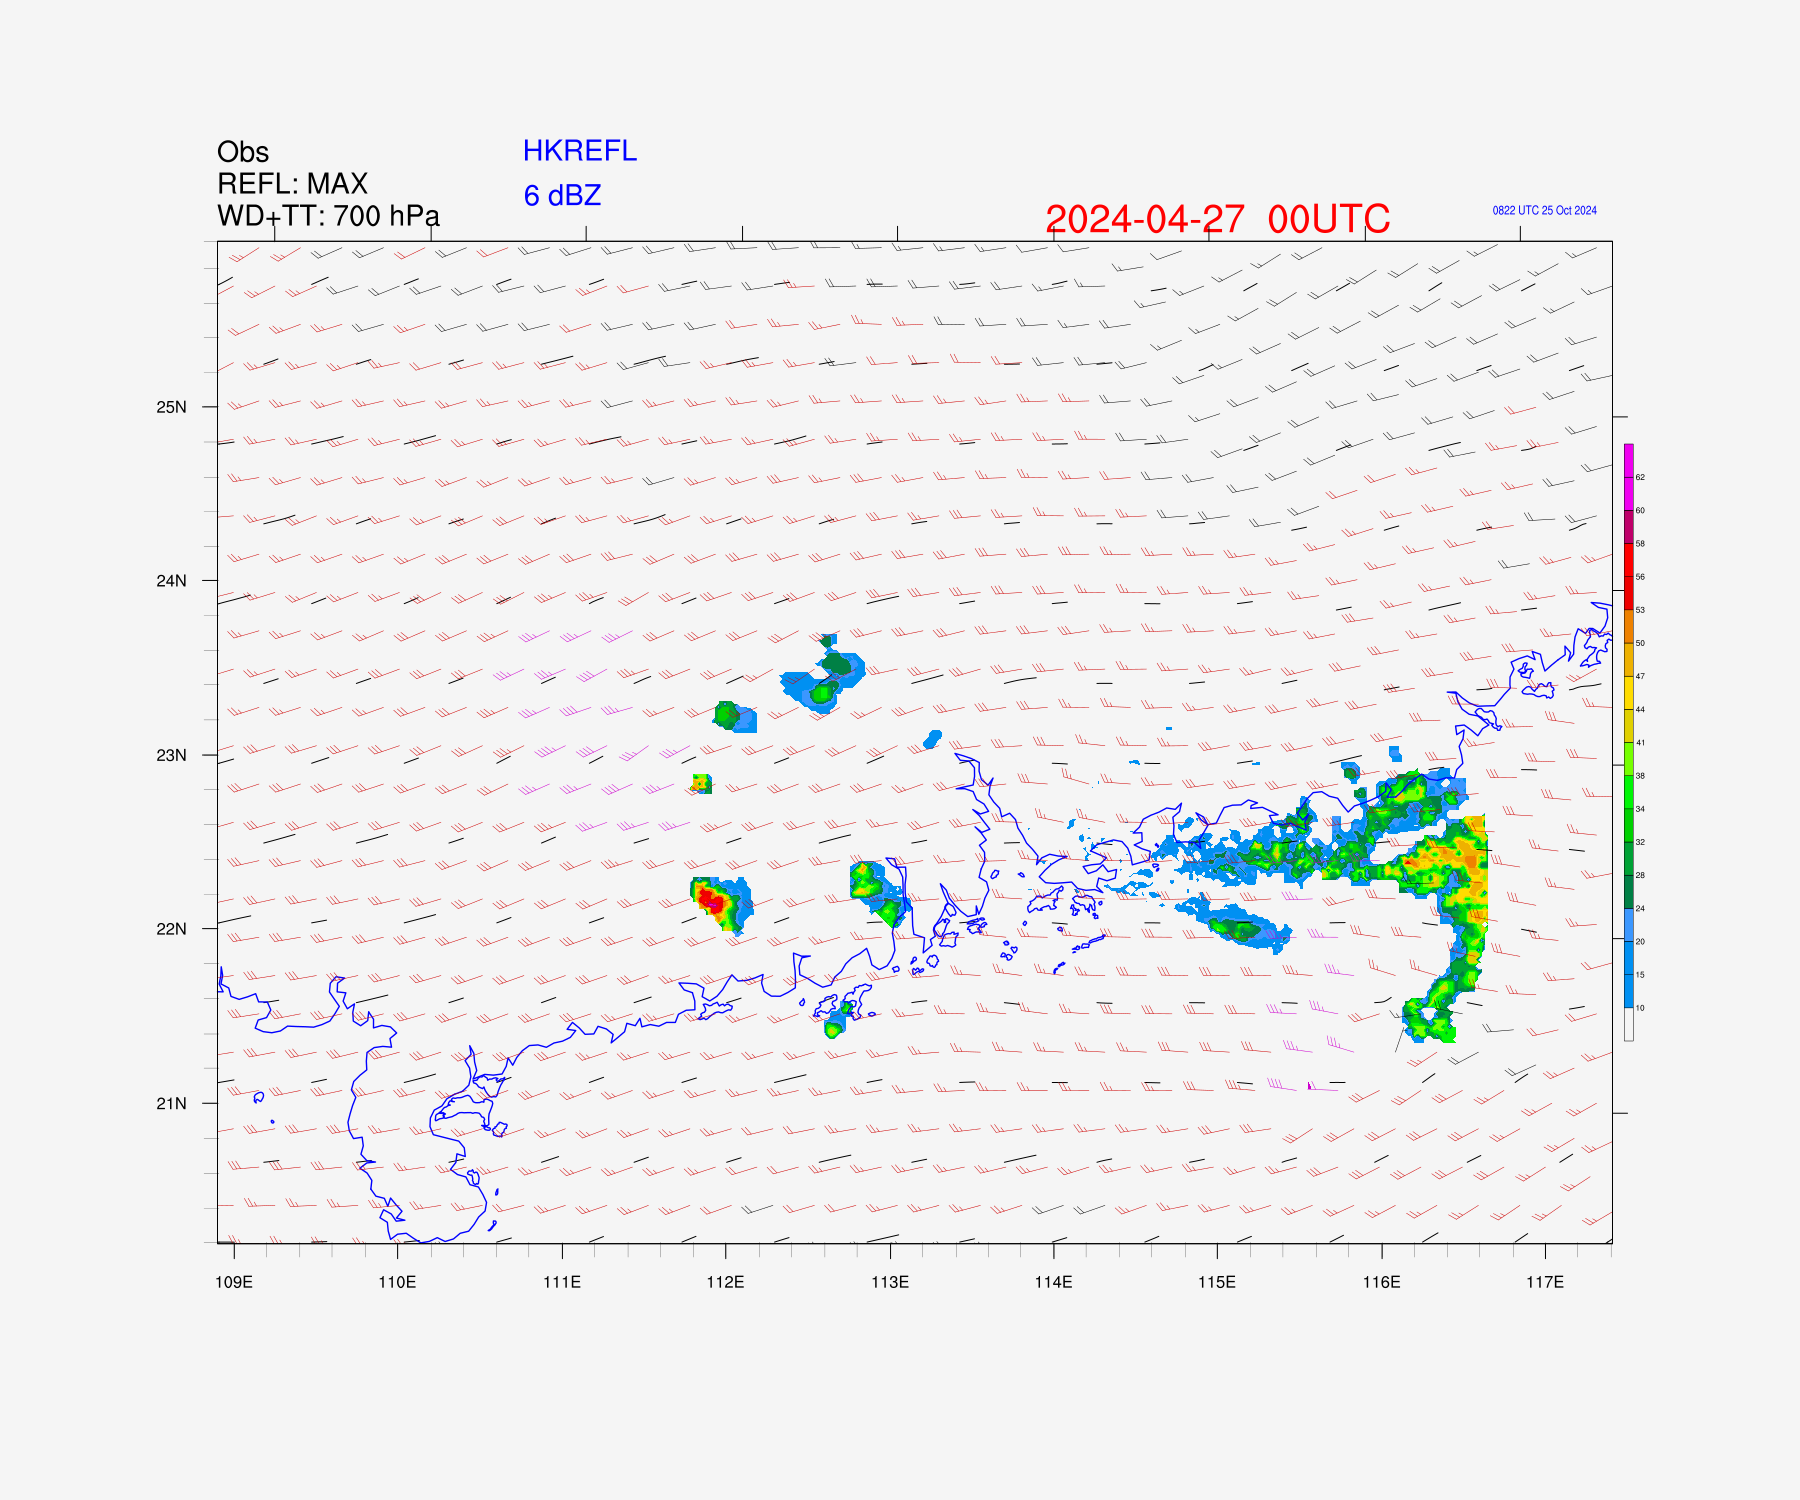 Obs
HKREFL
REFL: MAX
6 dBZ
WD+TT: 700 hPa
2024-04-27 00UTC
0822 UTC 25 Oct 2024
25N
24N
23N
22N
21N
109E
110E
111E
112E
113E
114E
115E
116E
117E
62
60
58
56
53
50
47
44
41
38
34
32
28
24
20
15
10